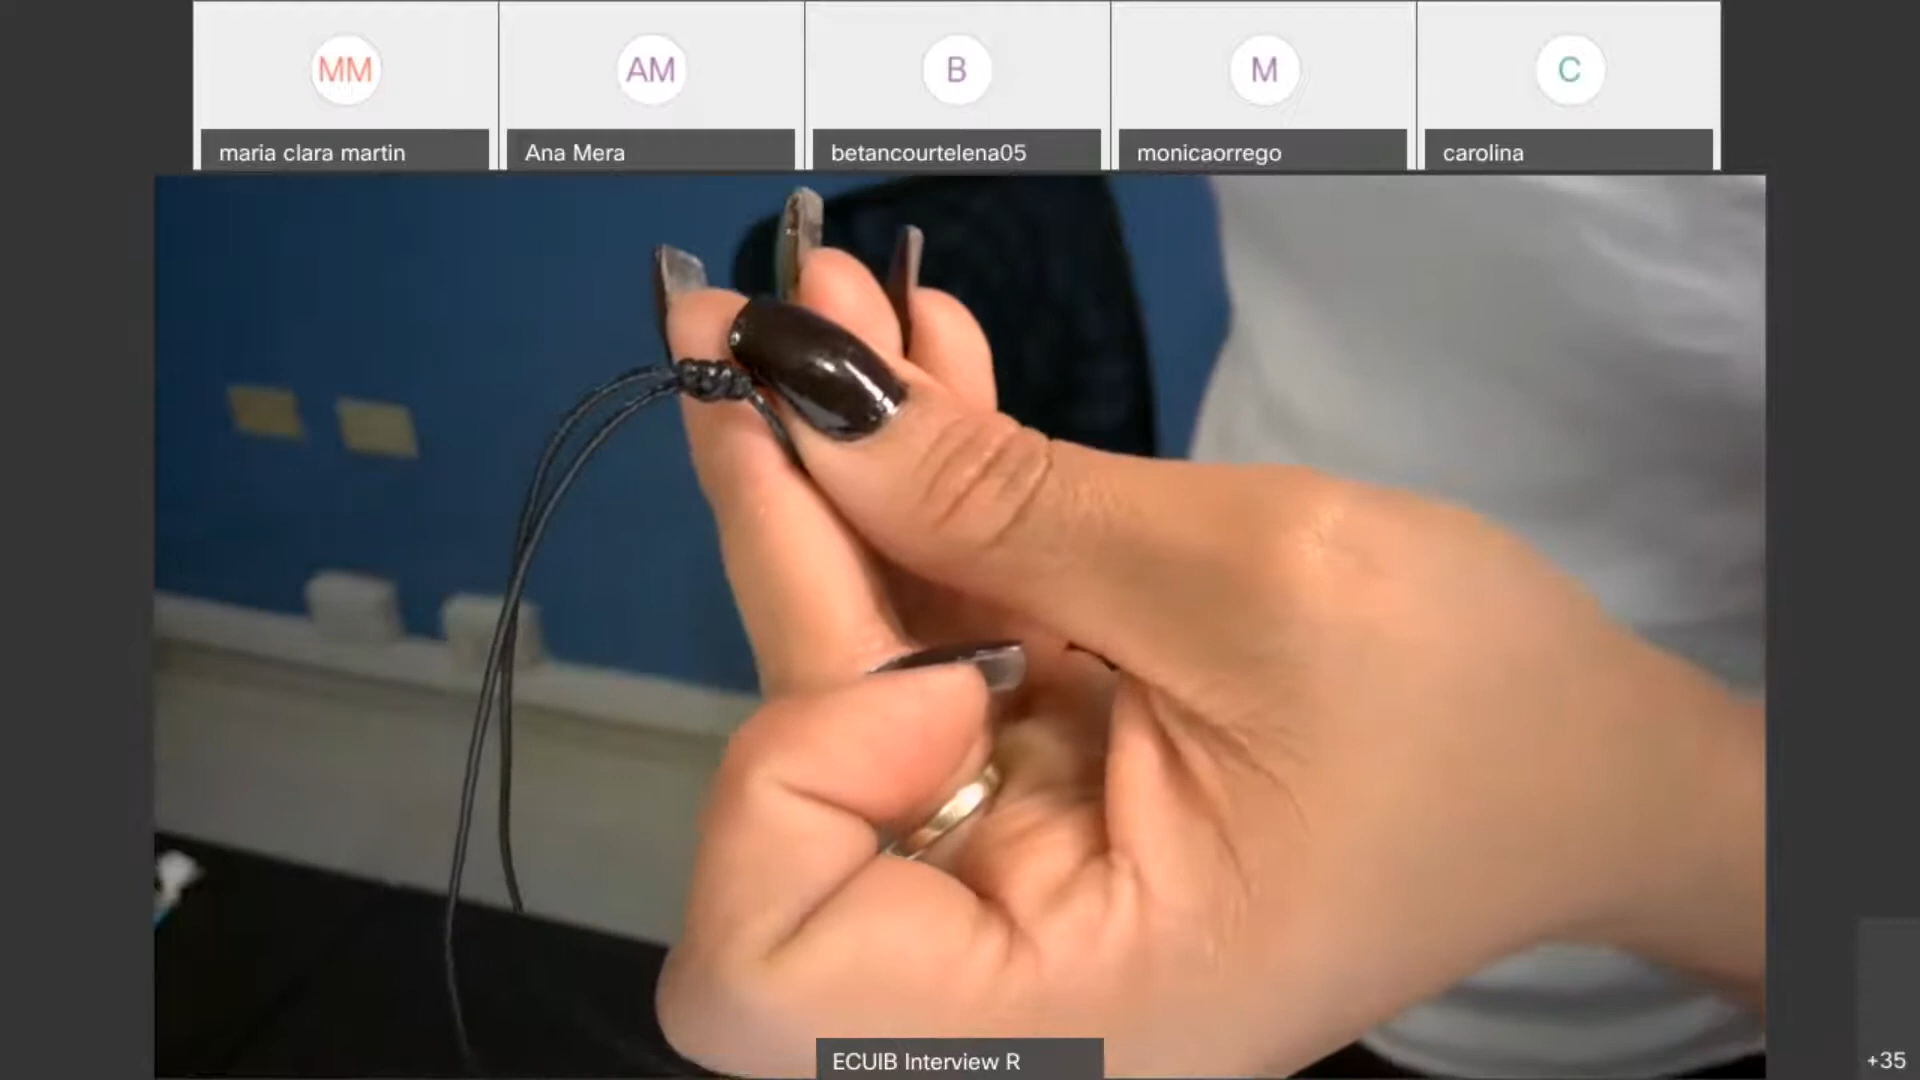 MM
AM
B
M
C
maria clara martin
Ana Mera
betancourtelena05
monicaorrego
carolina
ECUIB Interview R
+35